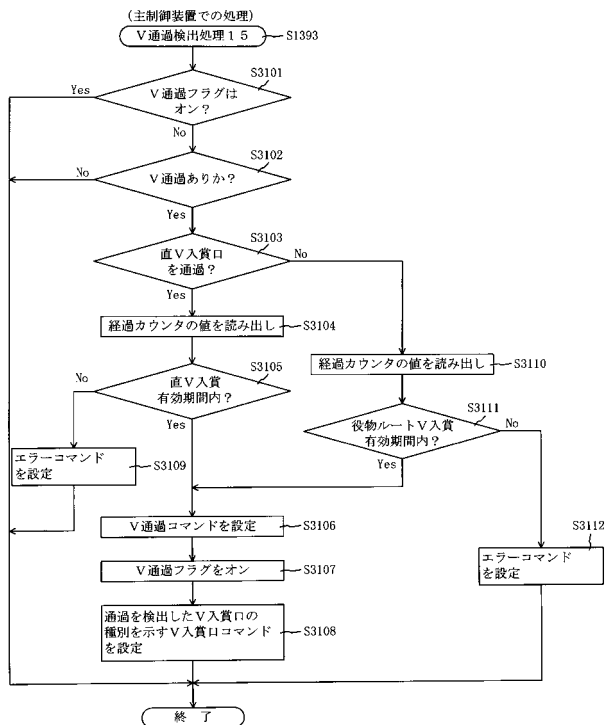 (主制御装置での処理)
V通過検出処理15
S1393
S3101
Yes
V通過フラグは
オン?
No
S3102
No
V通過ありか?
Yes
S3103
直V入賞口
を通過?
No
Yes
経過カウンタの値を読み出し
S3104
経過カウンタの値を読み出し
S3110
S3105
No
直V入賞
有効期間内?
Yes
S3111
役物ルートV入賞
有効期間内?
No
Yes
エラーコマンド
を設定
S3109
V通過コマンドを設定
S3106
S3112
エラーコマンド
を設定
V通過フラグをオン
S3107
通過を検出したV入賞口の
種別を示すV入賞口コマンド
を設定
S3108
終 了